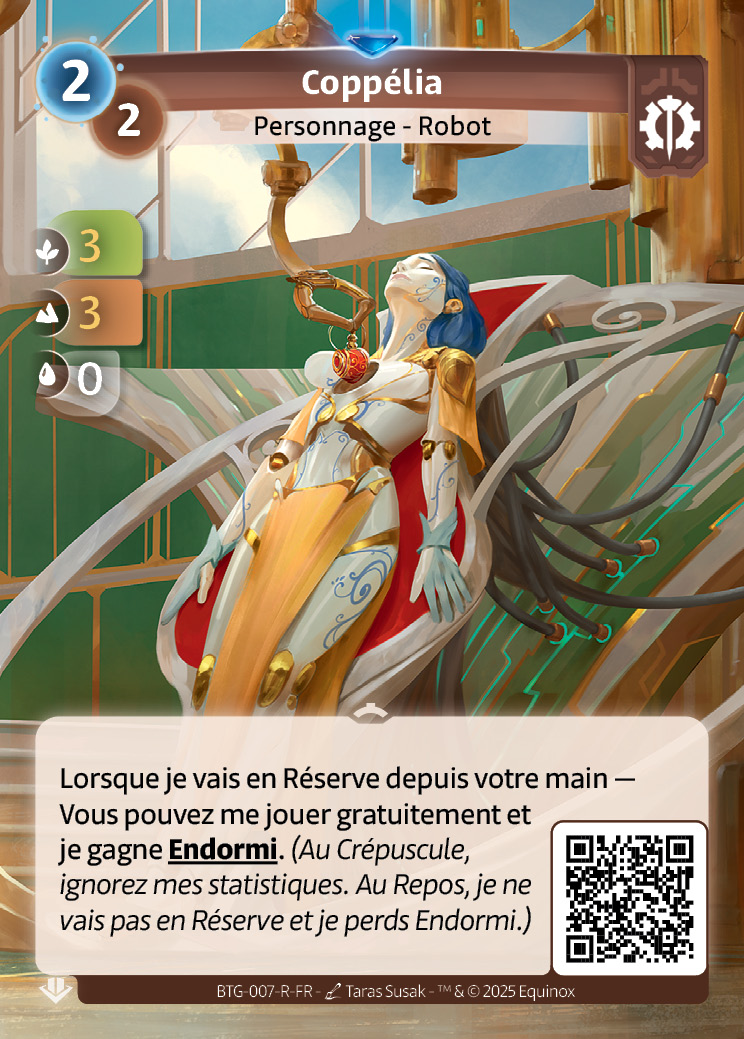 2
Coppélia
2
Personnage - Robot
3
3
0
Lorsque je vais en Réserve depuis votre main —
Vous pouvez me jouer gratuitement et
je gagne Endormi. (Au Crépuscule,
ignorez mes statistiques. Au Repos, je ne
vais pas en Réserve et je perds Endormi.)
BTG-007-R-FR - Taras Susak - ™ & © 2025 Equinox